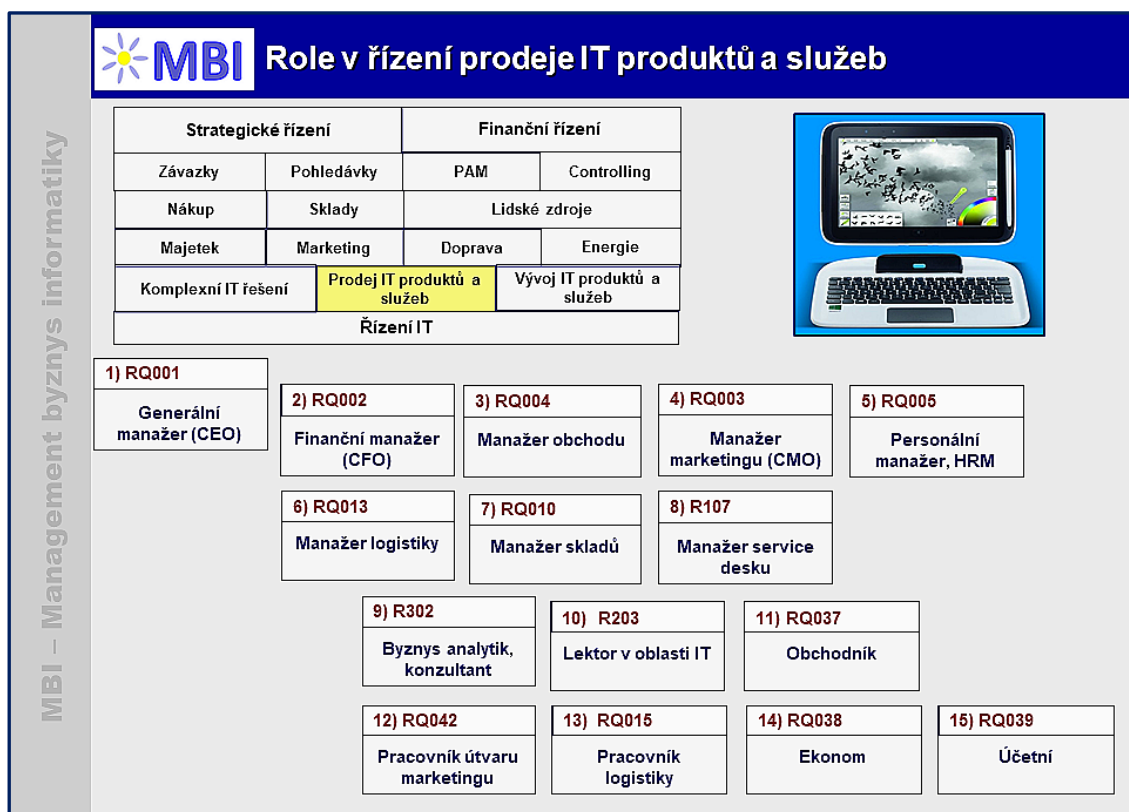 MBI
Role v řízení prodeje IT produktů a služeb
MBI – Management byznys informatiky
Strategické řízení
Finanční řízení
Závazky
Pohledávky
PAM
Controlling
Nákup
Sklady
Lidské zdroje
Majetek
Marketing
Doprava
Energie
Komplexní IT řešení
Prodej IT produktů a
služeb
Vývoj IT produktů a
služeb
Řízení IT
1) RQ001
Generální
manažer (CEO)
2) RQ002
Finanční manažer
(CFO)
3) RQ004
Manažer obchodu
4) RQ003
Manažer
marketingu (CMO)
5) RQ005
Personální
manažer, HRM
6) RQ013
Manažer logistiky
7) RQ010
Manažer skladů
8) R107
Manažer service
desku
9) R302
Byznys analytik,
konzultant
10) R203
Lektor v oblasti IT
11) RQ037
Obchodník
12) RQ042
Pracovník útvaru
marketingu
13) RQ015
Pracovník
logistiky
14) RQ038
Ekonom
15) RQ039
Účetní